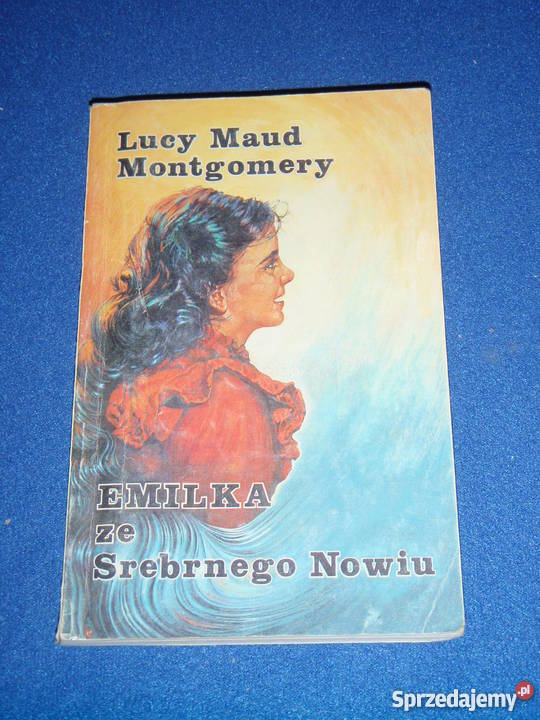 Lucy Maud
Montgomery
EMILKA
ze
Srebrnego Nowiu
Sprzedajemy.pl